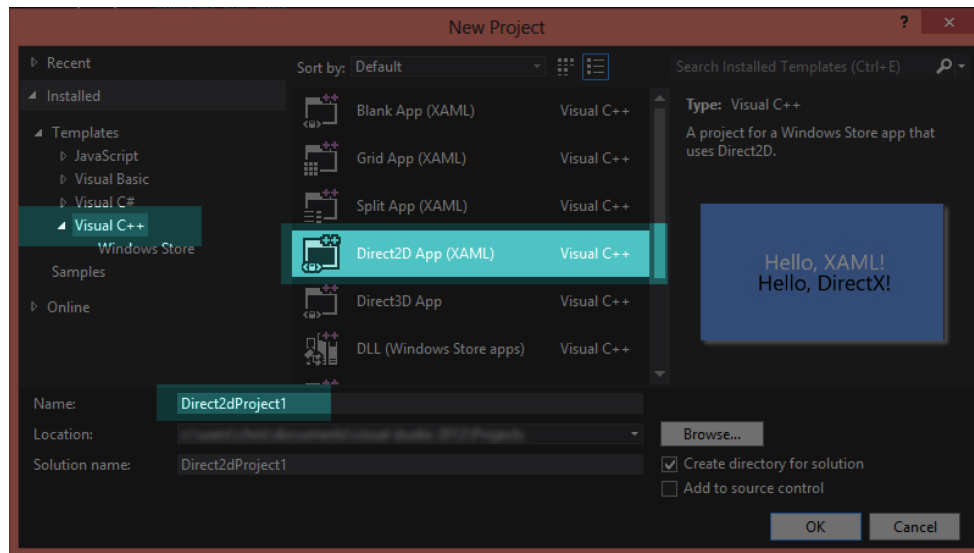 New Project
?
Recent
Sort by: Default
Search Installed Templates (Ctrl+E)
Installed
Templates
JavaScript
Visual Basic
Visual C#
Visual C++
Windows Store
Samples
Online
Blank App (XAML) Visual C++
Grid App (XAML) Visual C++
Split App (XAML) Visual C++
Direct2D App (XAML) Visual C++
Direct3D App Visual C++
DLL (Windows Store apps) Visual C++
Type: Visual C++
A project for a Windows Store app that
uses Direct2D.
Hello, XAML!
Hello, DirectX!
Name: Direct2dProject1
Location:
Browse...
Solution name: Direct2dProject1
Create directory for solution
Add to source control
OK Cancel